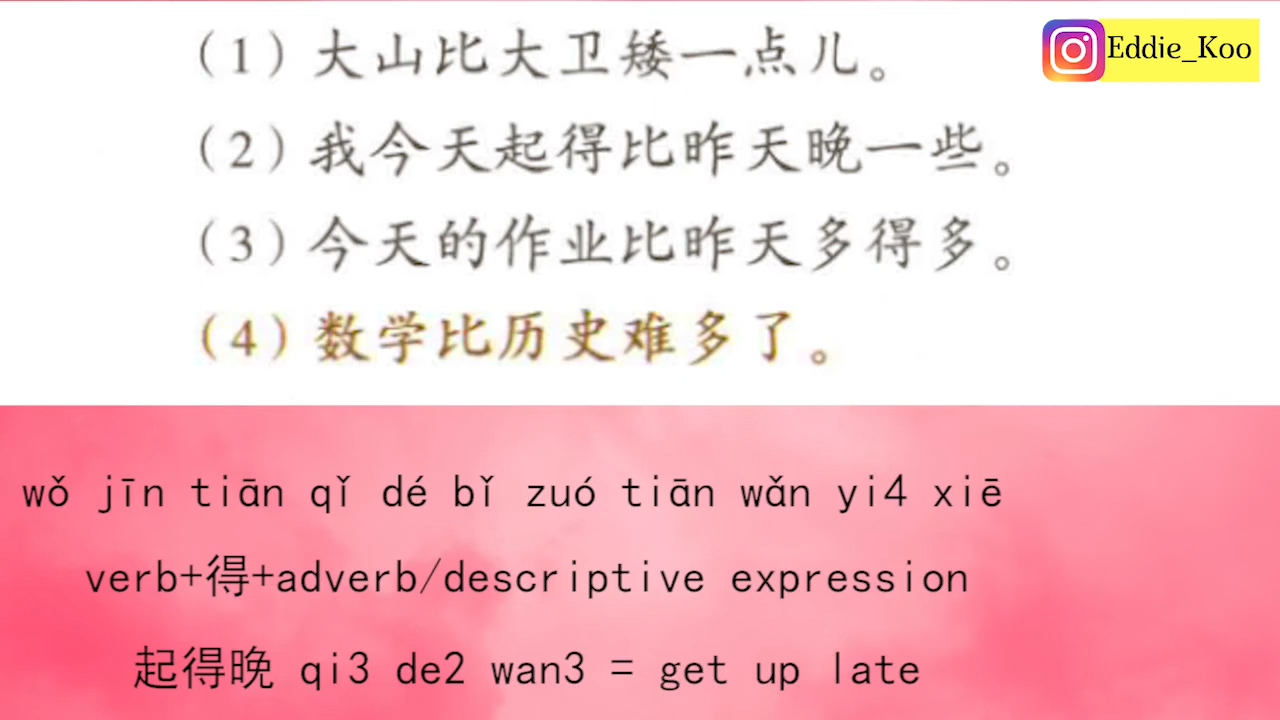 (1) 大山比大卫矮一点儿。
Eddie_Koo
(2) 我今天起得比昨天晚一些。
(3) 今天的作业比昨天多得多。
(4) 数学比历史难多了。
wǒ jīn tiān qǐ dé bǐ zuó tiān wǎn yi4 xiē
verb+得+adverb/descriptive expression
起得晚 qi3 de2 wan3 = get up late